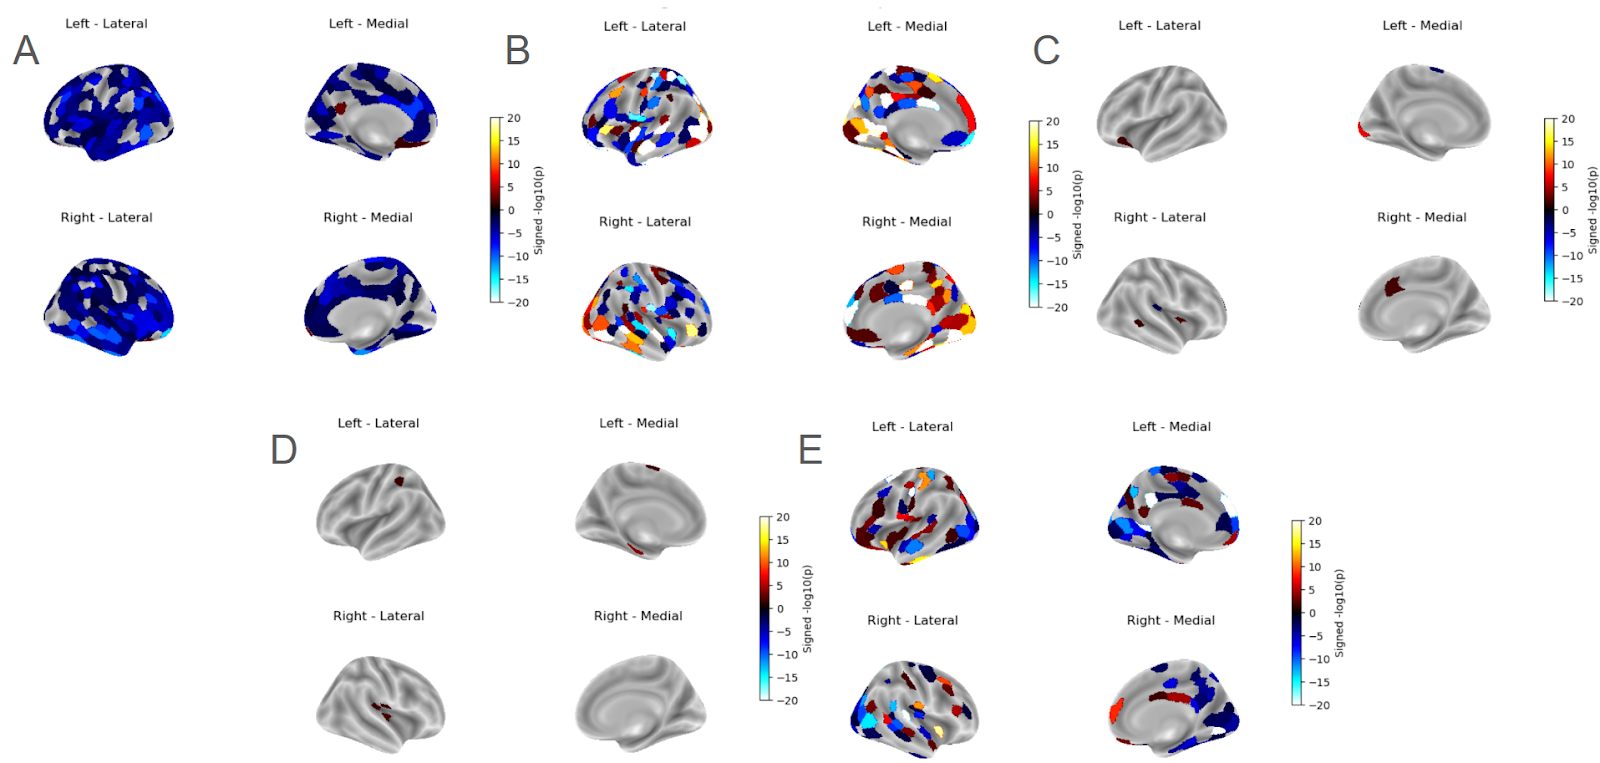 A
Left - Lateral
Left - Medial
Right - Lateral
Right - Medial
20
15
10
5
0
−5
−10
−15
−20
Signed -log10(p)
B
Left - Lateral
Left - Medial
Right - Lateral
Right - Medial
20
15
10
5
0
−5
−10
−15
−20
Signed -log10(p)
C
Left - Lateral
Left - Medial
Right - Lateral
Right - Medial
20
15
10
5
0
−5
−10
−15
−20
Signed -log10(p)
D
Left - Lateral
Left - Medial
Right - Lateral
Right - Medial
20
15
10
5
0
−5
−10
−15
−20
Signed -log10(p)
E
Left - Lateral
Left - Medial
Right - Lateral
Right - Medial
20
15
10
5
0
−5
−10
−15
−20
Signed -log10(p)